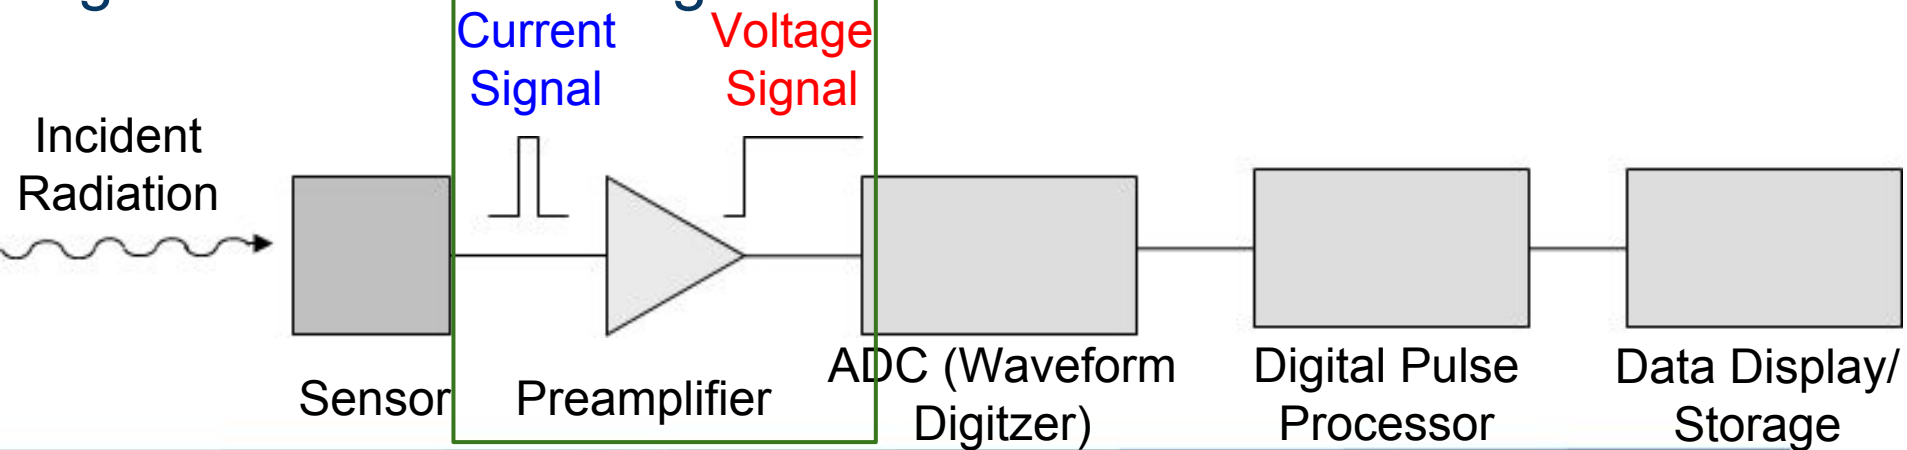 Current
Signal
Voltage
Signal
Incident
Radiation
Sensor
Preamplifier
ADC (Waveform
Digitzer)
Digital Pulse
Processor
Data Display/
Storage